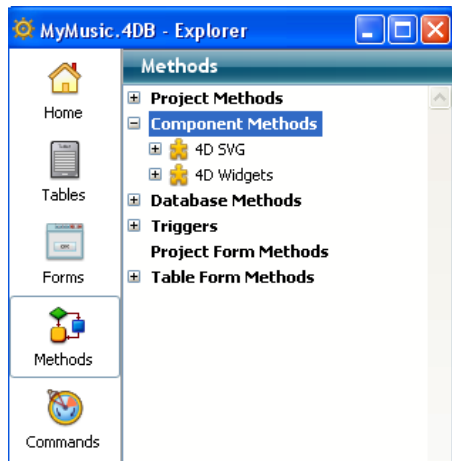 MyMusic.4DB - Explorer
Home
Tables
Forms
Methods
Commands
Methods
Project Methods
Component Methods
4D SVG
4D Widgets
Database Methods
Triggers
Project Form Methods
Table Form Methods